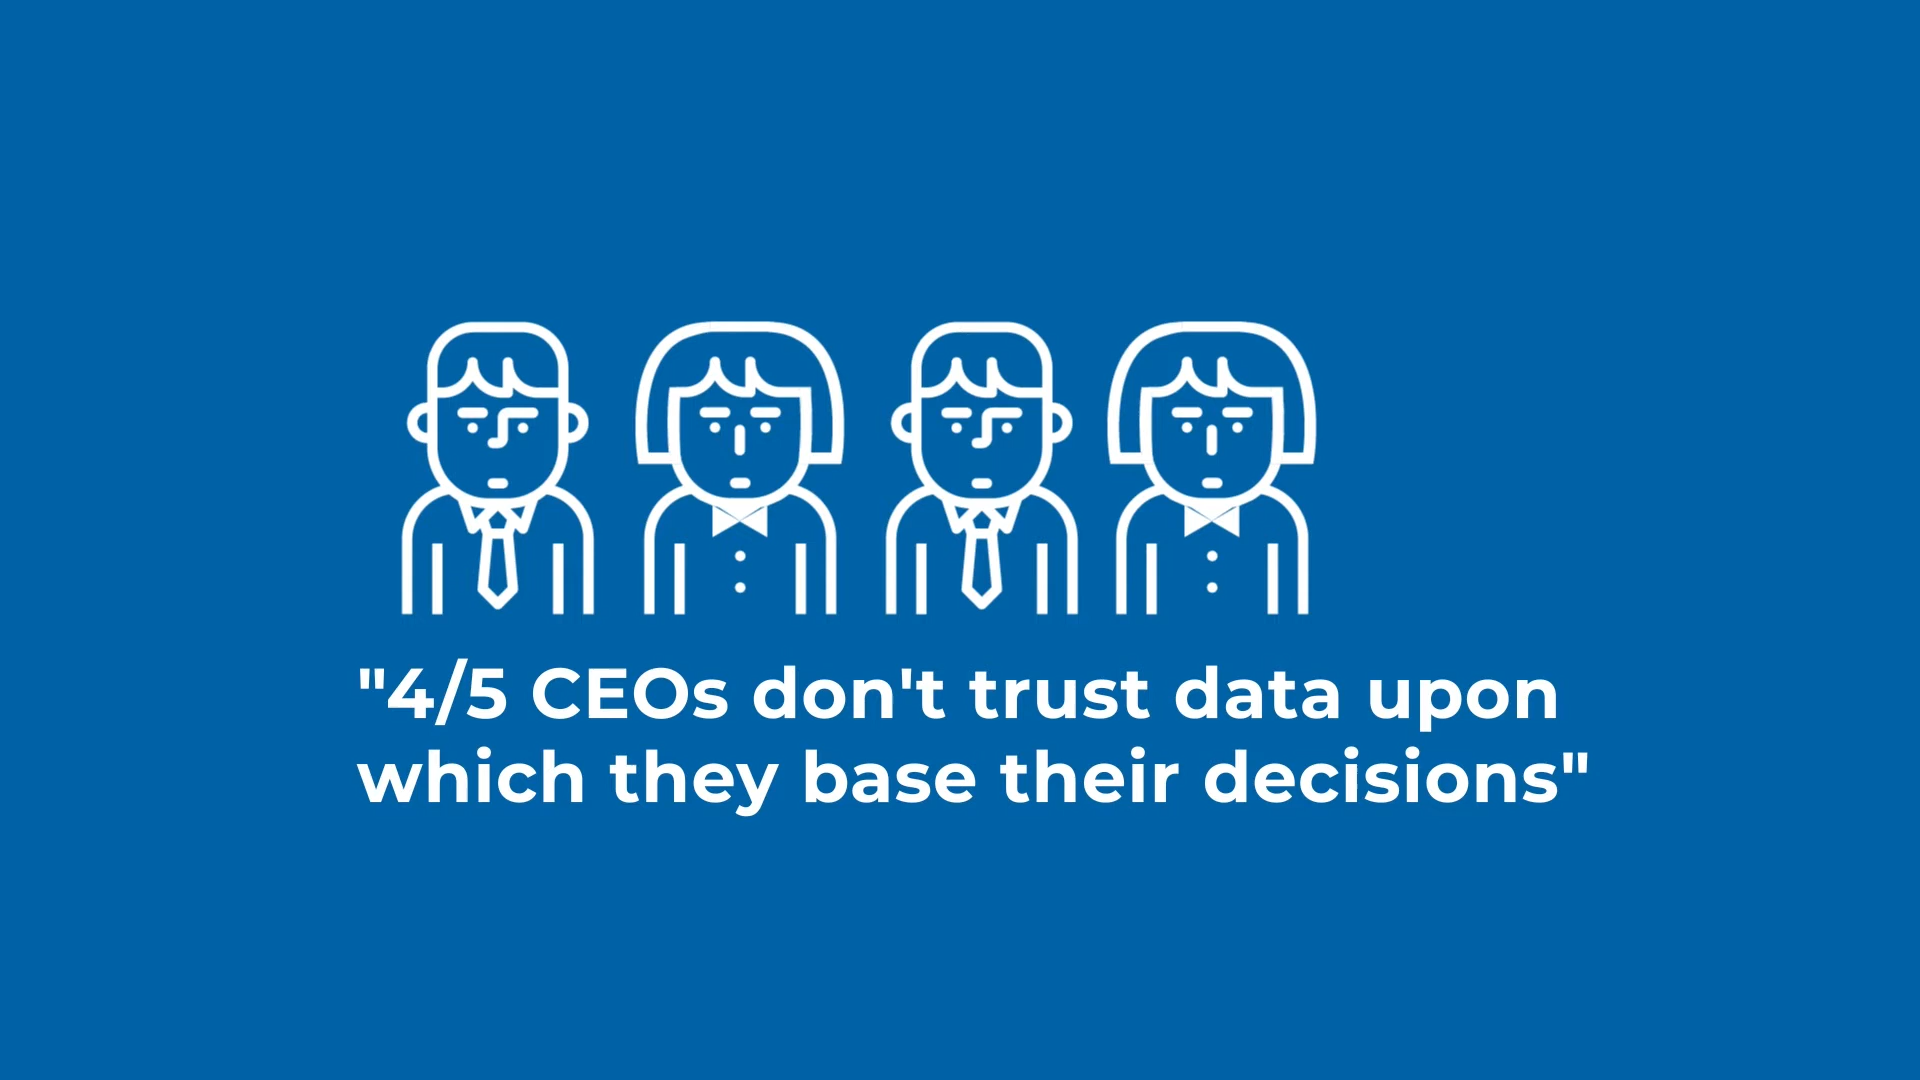 "4/5 CEOs don't trust data upon
which they base their decisions"